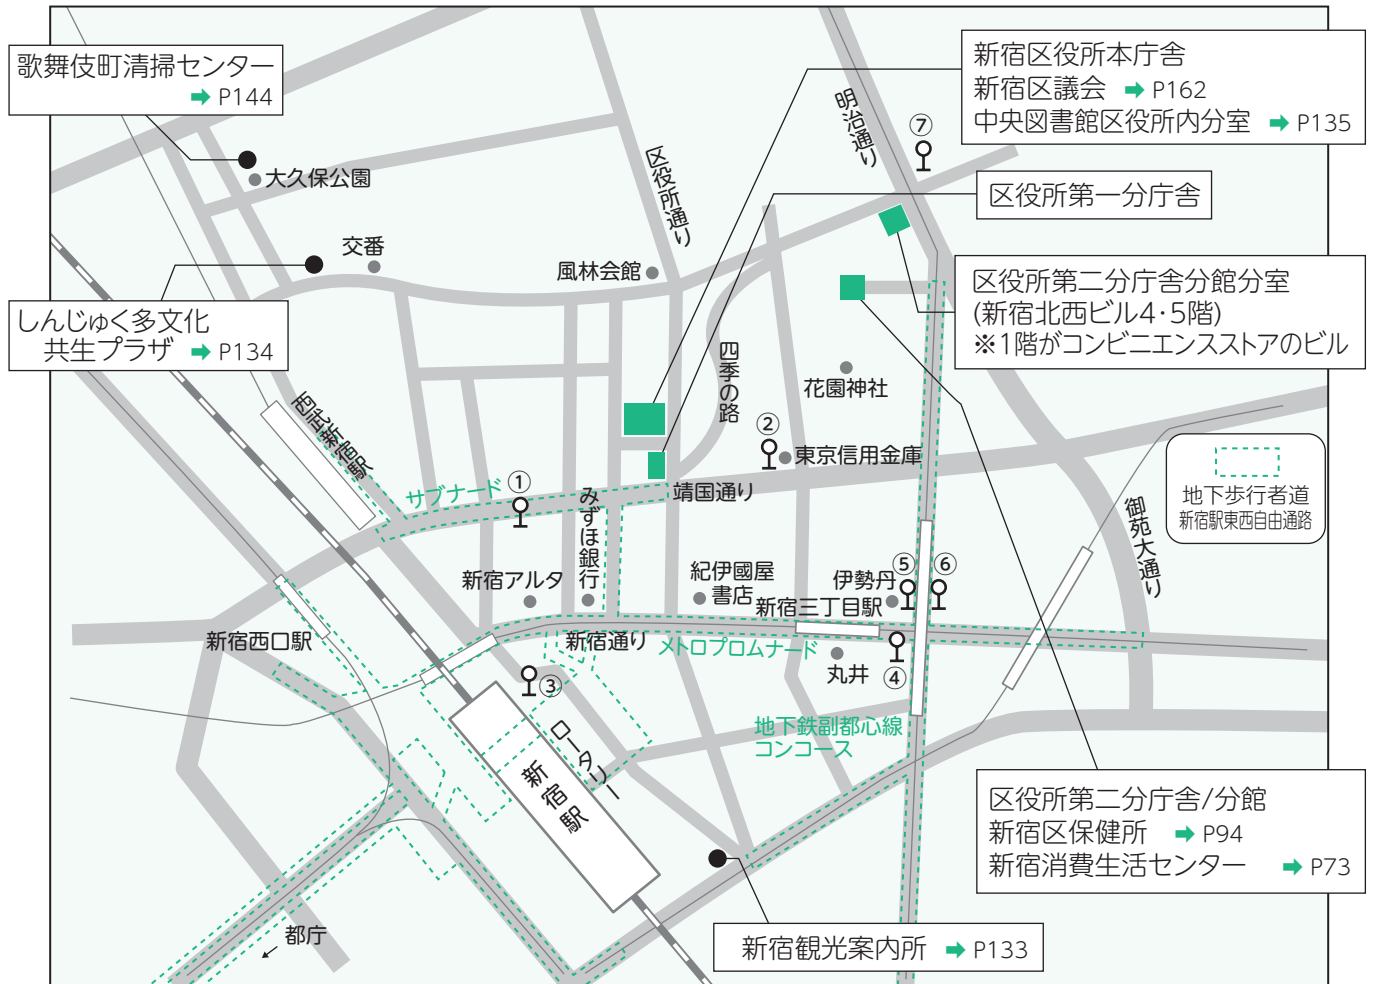 歌舞伎町清掃センター
➡ P144
新宿区役所本庁舎
新宿区議会 ➡ P162
中央図書館区役所内分室 ➡ P135
明治通り
⑦
区役所通り
大久保公園
区役所第一分庁舎
交番
風林会館
区役所第二分庁舎分館分室
(新宿北西ビル4・5階)
※1階がコンビニエンスストアのビル
しんじゅく多文化
共生プラザ ➡ P134
四季の路
花園神社
西武新宿駅
②
東京信用金庫
サブナード
①
みずほ銀行
靖国通り
地下歩行者道
新宿駅東西自由通路
御苑大通り
新宿アルタ
紀伊國屋
書店
伊勢丹
⑤
⑥
新宿三丁目駅
新宿西口駅
新宿通り
メトロプロムナード
丸井
④
③
ロータリー
地下鉄副都心線
コンコース
新宿駅
区役所第二分庁舎/分館
新宿区保健所 ➡ P94
新宿消費生活センター ➡ P73
都庁
新宿観光案内所 ➡ P133